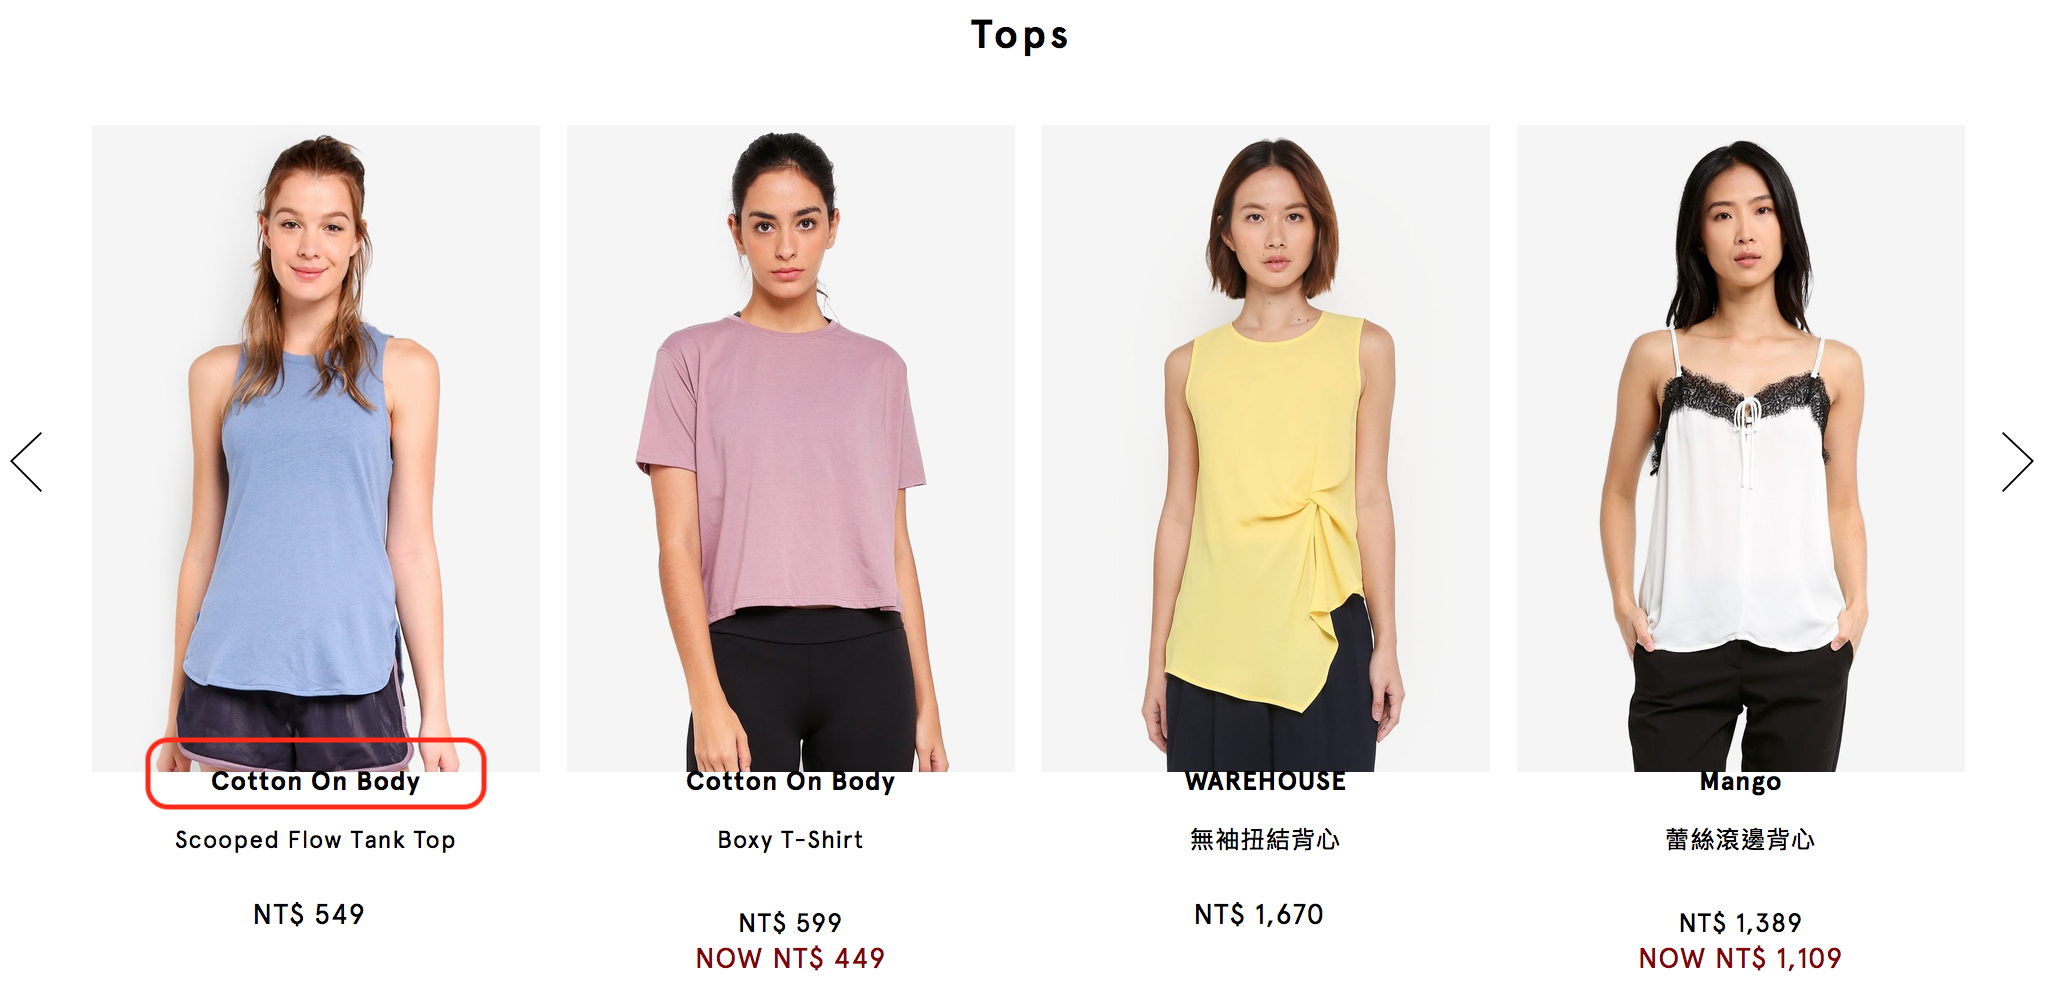 Tops
Cotton On Body
Scooped Flow Tank Top
NT$ 549
Cotton On Body
Boxy T-Shirt
NT$ 599
NOW NT$ 449
WAREHOUSE
無袖扭結背心
NT$ 1,670
Mango
蕾絲滾邊背心
NT$ 1,389
NOW NT$ 1,109